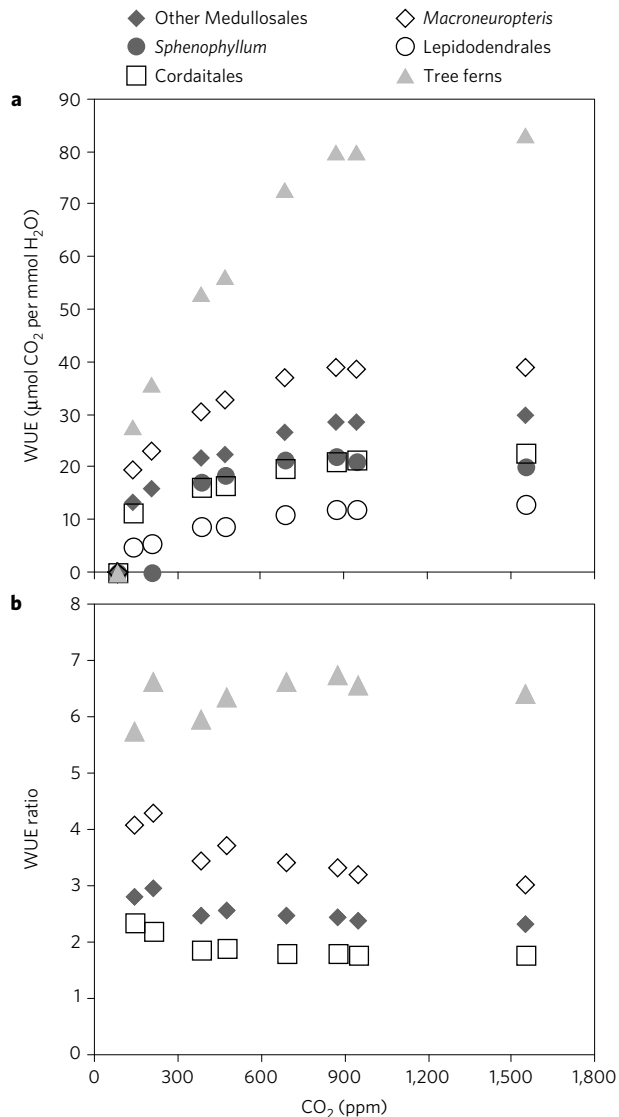 Other Medullosales
Macroneuropteris
Sphenophyllum
Lepidodendrales
Cordaitales
Tree ferns
a
90
80
70
60
50
40
30
20
10
0
WUE (μmol CO₂ per mmol H₂O)
b
8
7
6
5
4
3
2
1
0
WUE ratio
0 300 600 900 1,200 1,500 1,800
CO₂ (ppm)